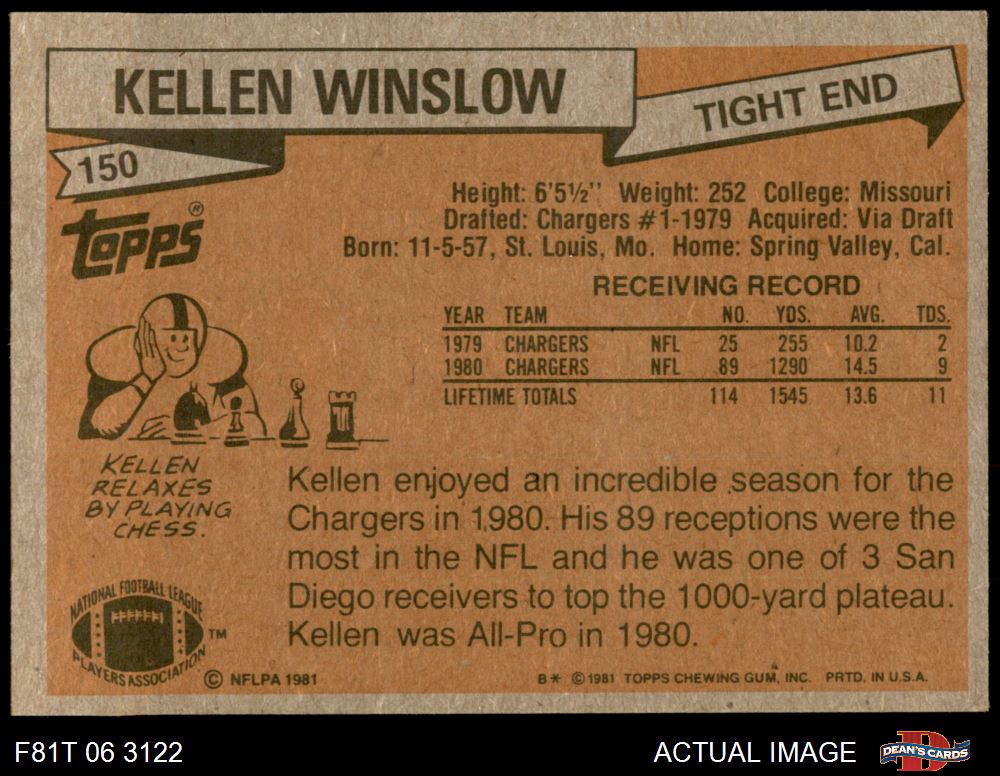 KELLEN WINSLOW
TIGHT END
150
topps®
Height: 6'5½'' Weight: 252 College: Missouri
Drafted: Chargers #1-1979 Acquired: Via Draft
Born: 11-5-57, St. Louis, Mo. Home: Spring Valley, Cal.
RECEIVING RECORD
YEAR TEAM NO. YDS. AVG. TDS.
1979 CHARGERS NFL 25 255 10.2 2
1980 CHARGERS NFL 89 1290 14.5 9
LIFETIME TOTALS 114 1545 13.6 11
KELLEN
RELAXES
BY PLAYING
CHESS.
Kellen enjoyed an incredible season for the
Chargers in 1980. His 89 receptions were the
most in the NFL and he was one of 3 San
Diego receivers to top the 1000-yard plateau.
Kellen was All-Pro in 1980.
NATIONAL FOOTBALL LEAGUE
PLAYERS ASSOCIATION
TM
© NFLPA 1981
B* © 1981 TOPPS CHEWING GUM, INC. PRTD. IN U.S.A.
F81T 06 3122
ACTUAL IMAGE
DEAN'S CARDS